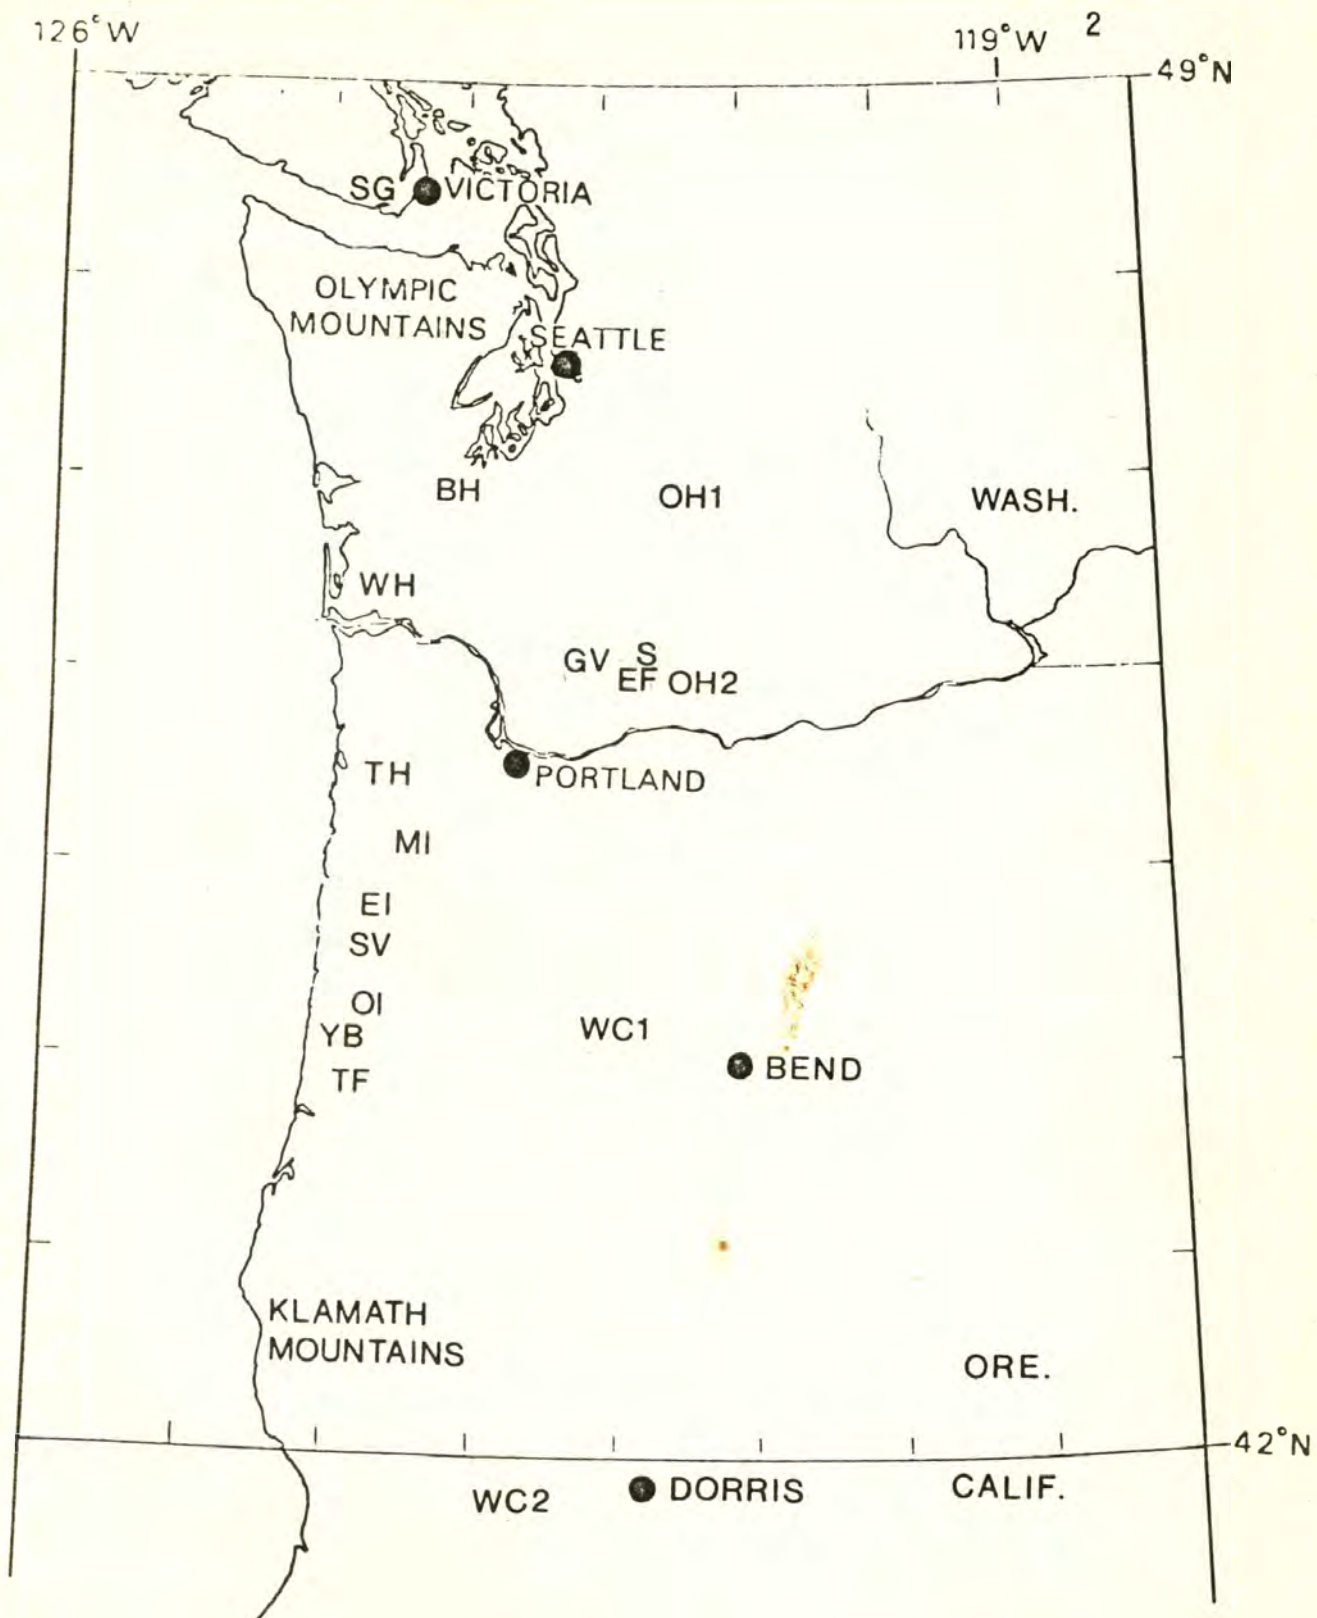 126°W
119°W
2
49°N
SG
VICTORIA
OLYMPIC
MOUNTAINS
SEATTLE
BH
OH1
WASH.
WH
GV
S
EF
OH2
TH
PORTLAND
MI
EI
SV
OI
YB
WC1
TF
BEND
KLAMATH
MOUNTAINS
ORE.
42°N
WC2
DORRIS
CALIF.